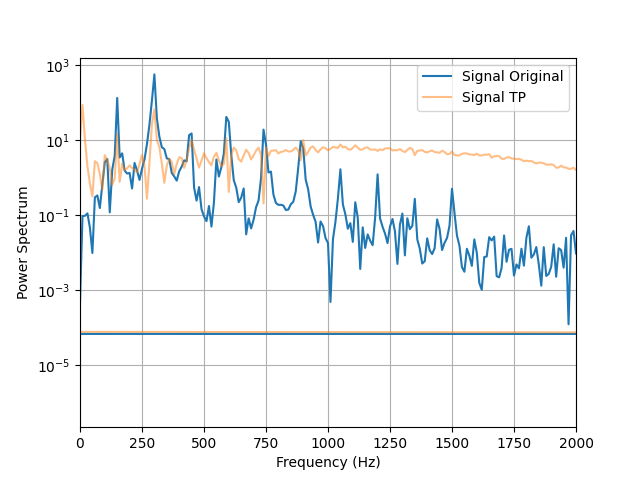 Signal Original
Signal TP
Power Spectrum
10³
10¹
10⁻¹
10⁻³
10⁻⁵
0 250 500 750 1000 1250 1500 1750 2000
Frequency (Hz)